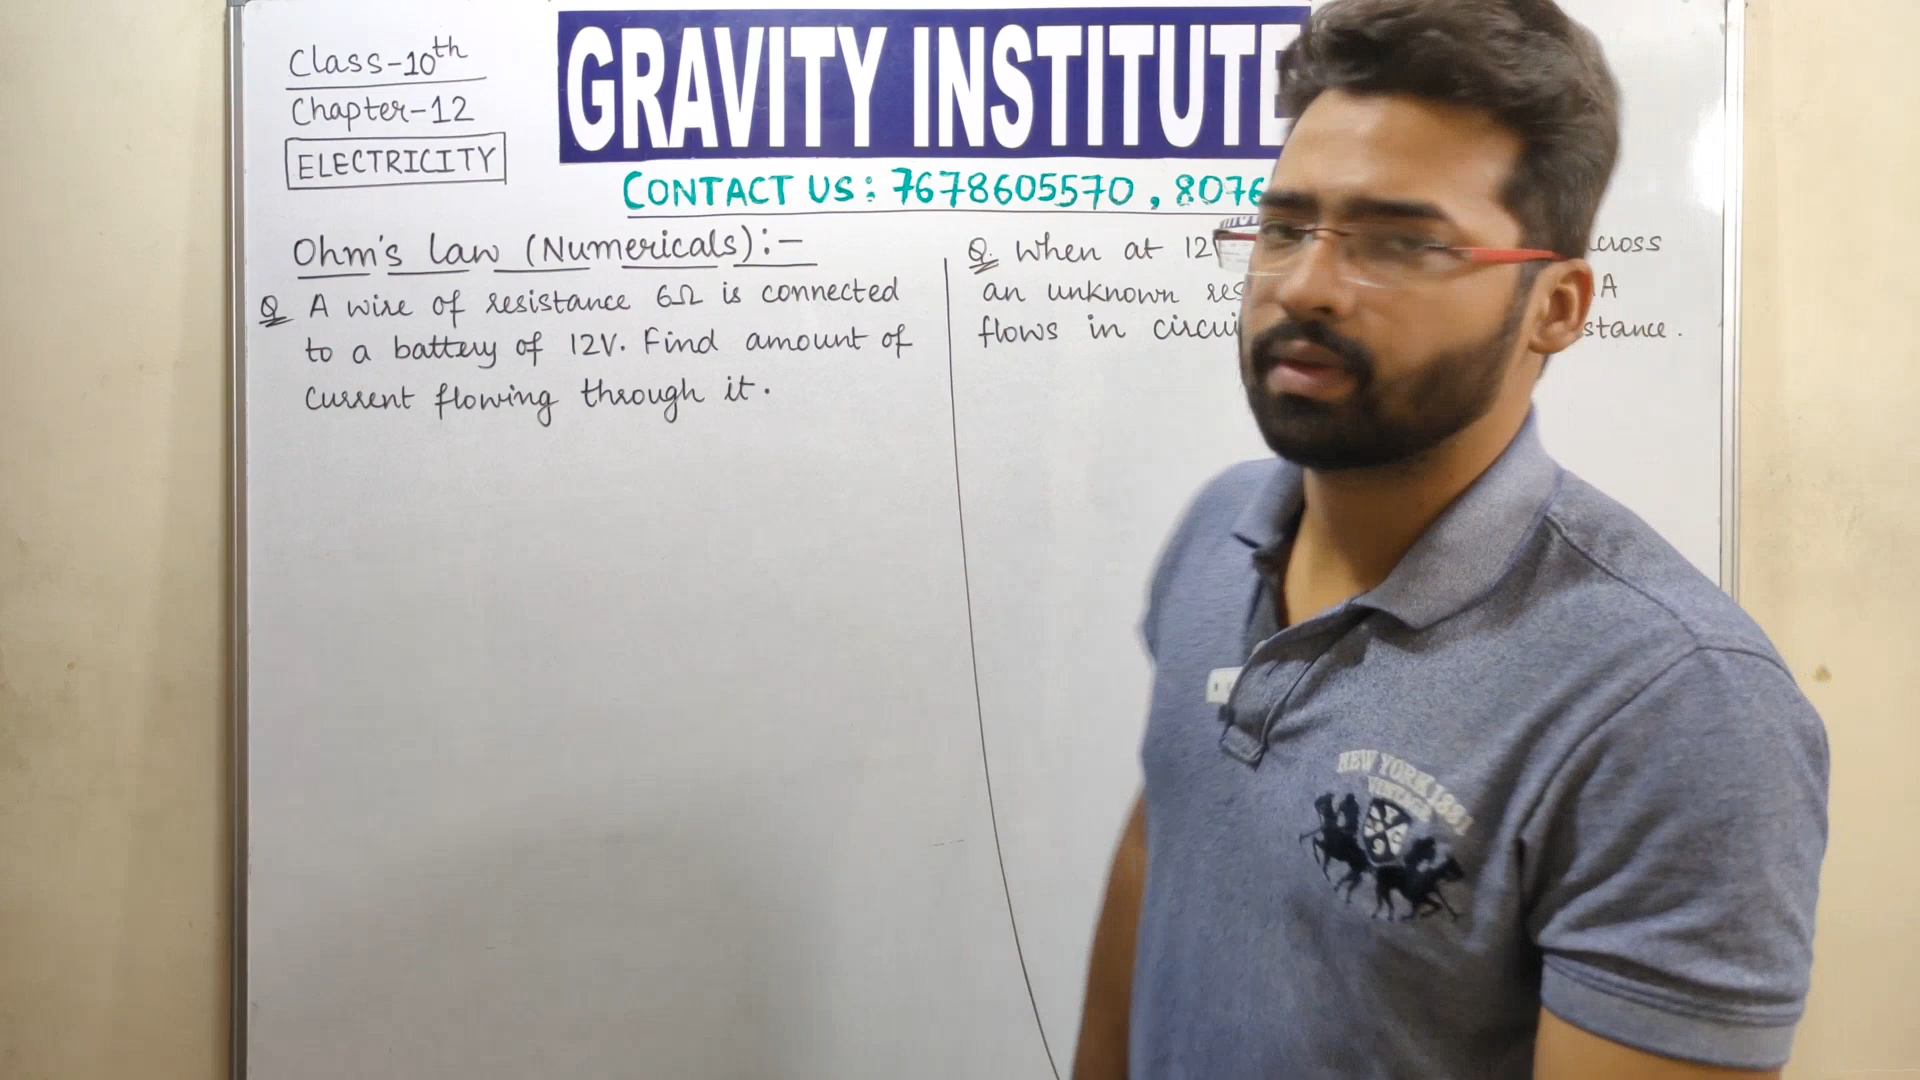 Class-10th
Chapter-12
ELECTRICITY
GRAVITY INSTITUTE
CONTACT US : 7678605570 , 8076
Ohm's law (Numericals):-
Q A wire of resistance 6Ω is connected
to a battery of 12V. Find amount of
current flowing through it.
Q. When at 12
an unknown
A
flows in
NEW YORK 1881
VINTAGE